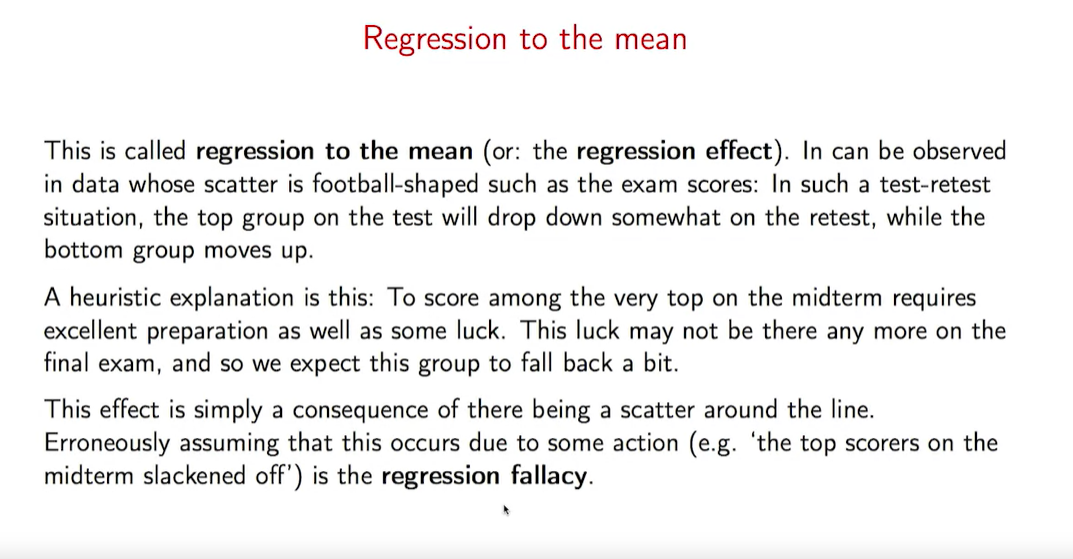 Regression to the mean
This is called regression to the mean (or: the regression effect). In can be observed
in data whose scatter is football-shaped such as the exam scores: In such a test-retest
situation, the top group on the test will drop down somewhat on the retest, while the
bottom group moves up.
A heuristic explanation is this: To score among the very top on the midterm requires
excellent preparation as well as some luck. This luck may not be there any more on the
final exam, and so we expect this group to fall back a bit.
This effect is simply a consequence of there being a scatter around the line.
Erroneously assuming that this occurs due to some action (e.g. ‘the top scorers on the
midterm slackened off’) is the regression fallacy.